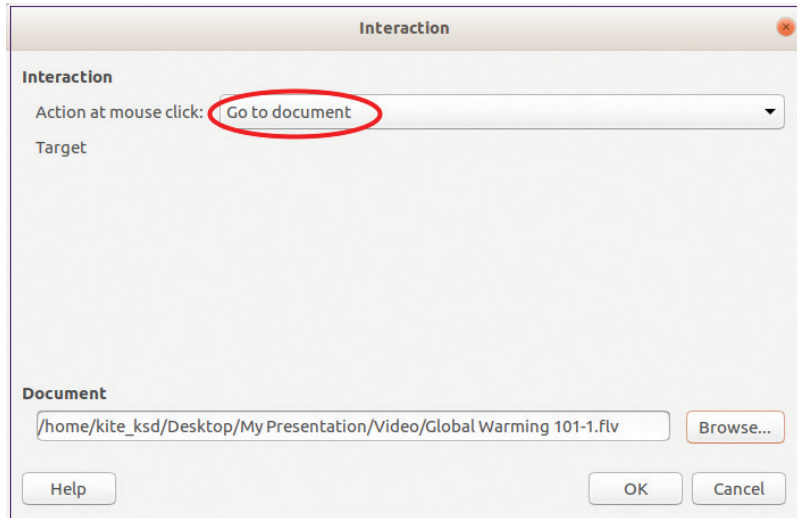 Interaction
Interaction
Action at mouse click: Go to document
Target
Document
/home/kite_ksd/Desktop/My Presentation/Video/Global Warming 101-1.flv Browse...
Help OK Cancel